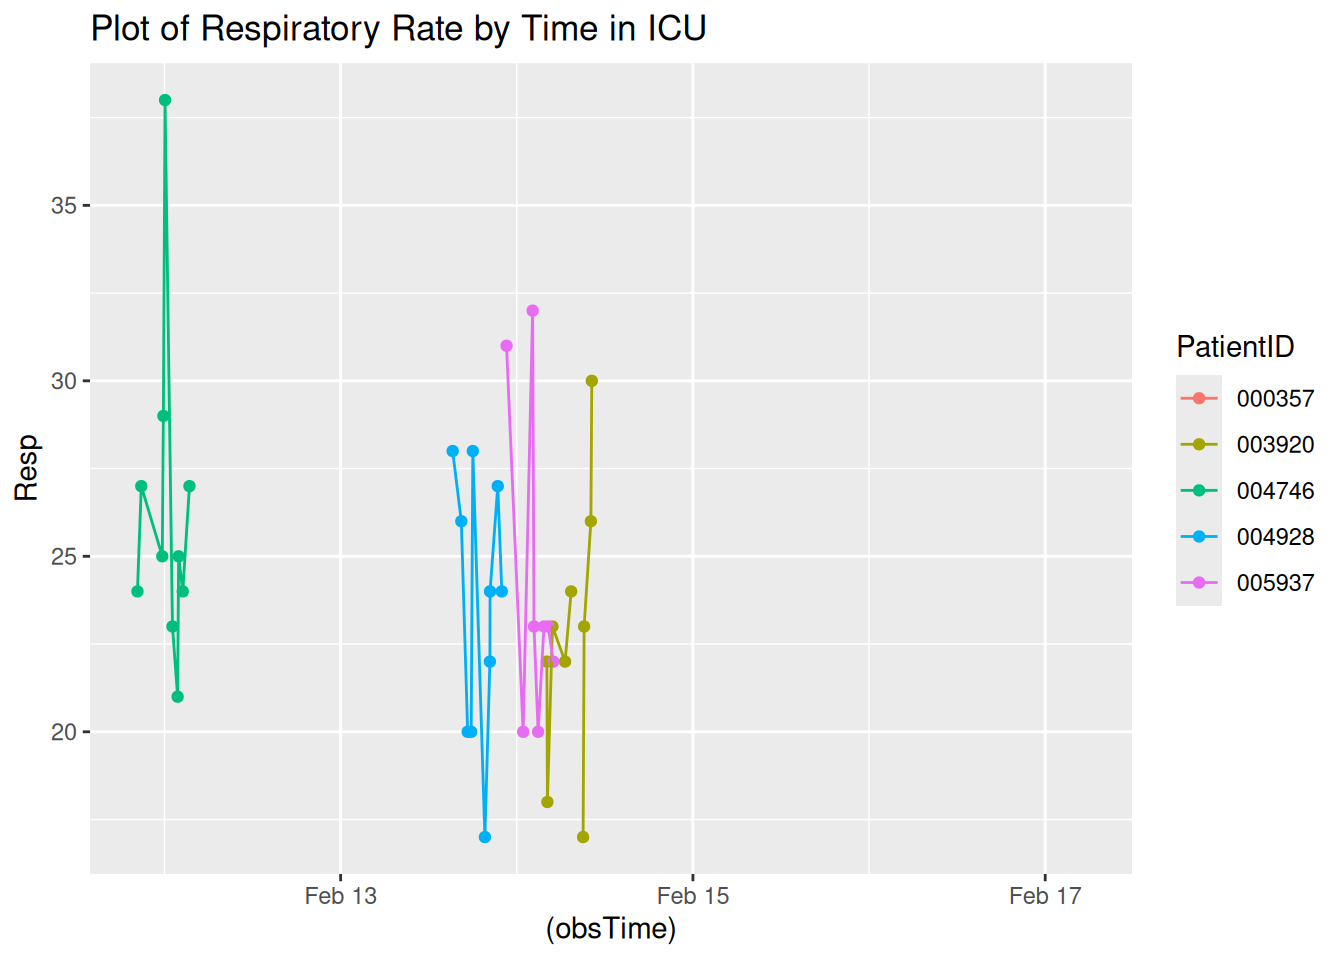 Plot of Respiratory Rate by Time in ICU
35
30
25
20
Resp
Feb 13
Feb 15
Feb 17
(obsTime)
PatientID
000357
003920
004746
004928
005937